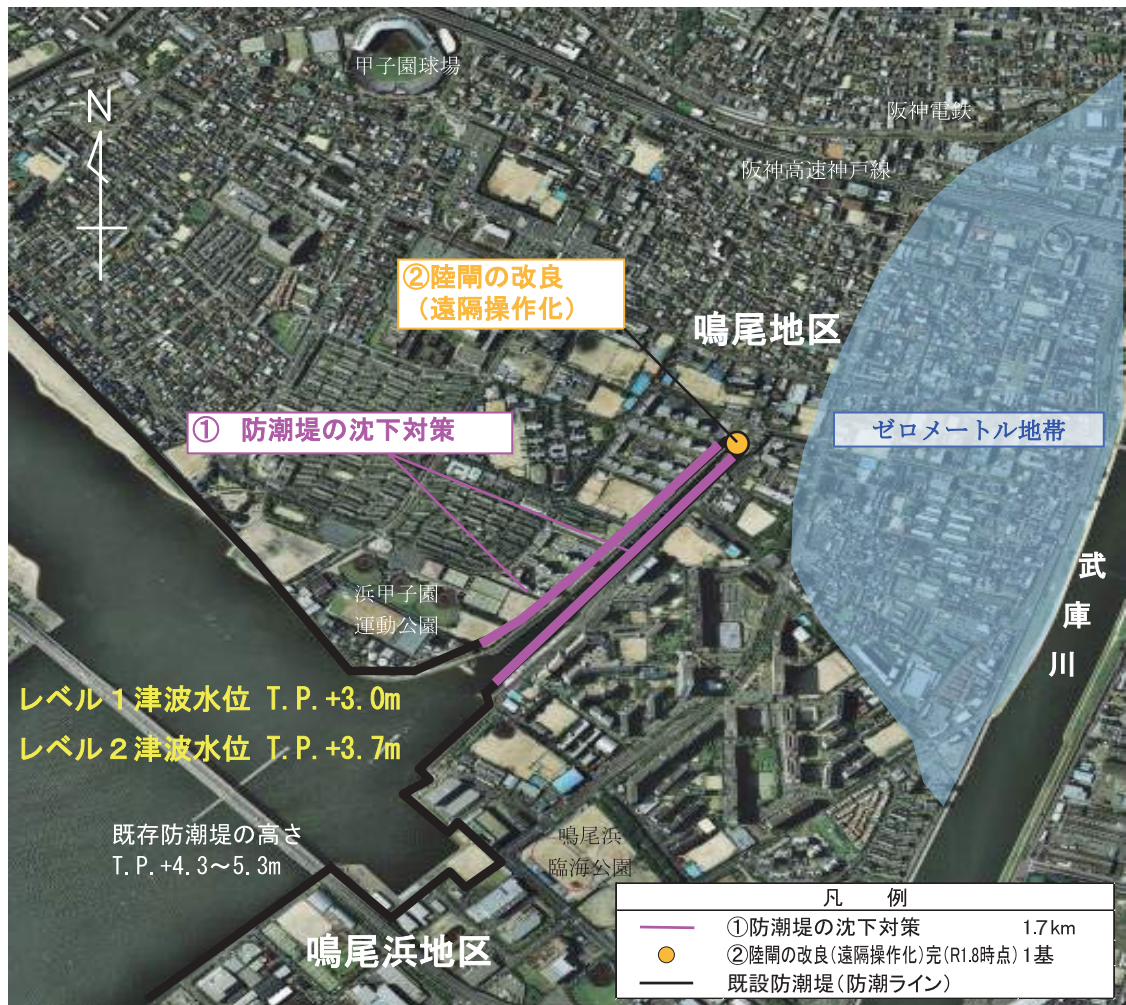 甲子園球場
N
阪神電鉄
阪神高速神戸線
②陸閘の改良
（遠隔操作化）
鳴尾地区
① 防潮堤の沈下対策
ゼロメートル地帯
浜甲子園
運動公園
武
庫
川
レベル１津波水位 T.P.+3.0m
レベル２津波水位 T.P.+3.7m
既存防潮堤の高さ
T.P.+4.3～5.3m
鳴尾浜
臨海公園
鳴尾浜地区
凡 例
①防潮堤の沈下対策 1.7km
②陸閘の改良(遠隔操作化)完(R1.8時点) 1基
既設防潮堤(防潮ライン)